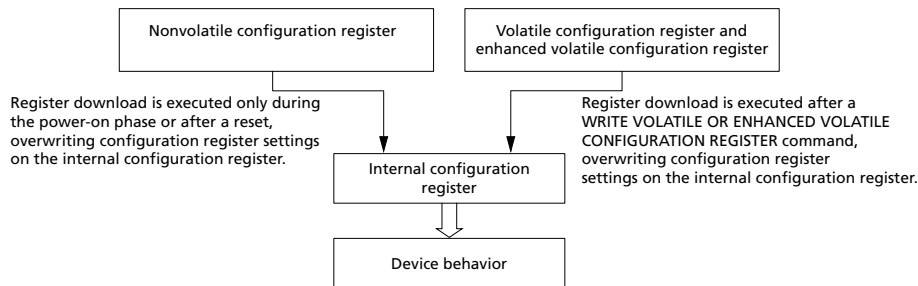 Nonvolatile configuration register
Volatile configuration register and
enhanced volatile configuration register
Register download is executed only during
the power-on phase or after a reset,
overwriting configuration register settings
on the internal configuration register.
Register download is executed after a
WRITE VOLATILE OR ENHANCED VOLATILE
CONFIGURATION REGISTER command,
overwriting configuration register
settings on the internal configuration register.
Internal configuration
register
Device behavior